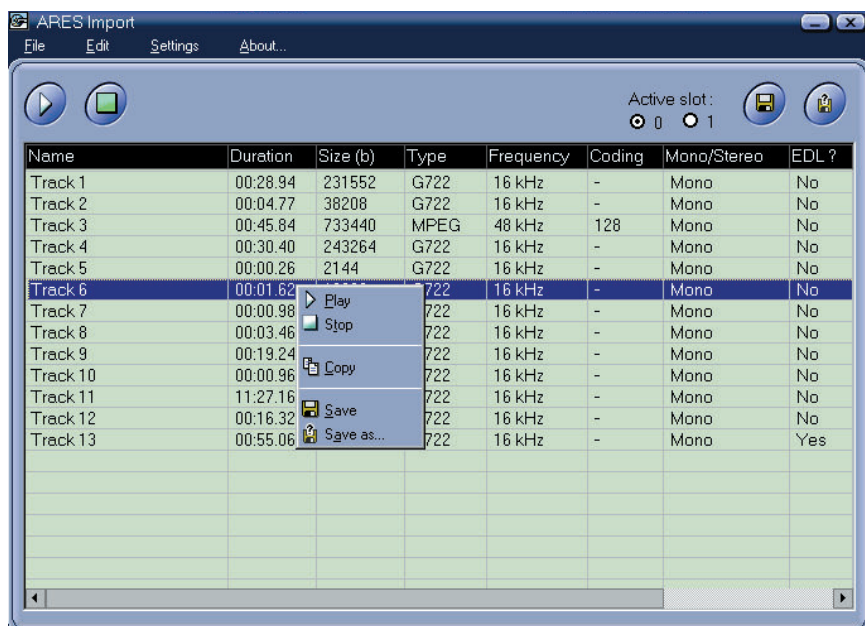 ARES Import
File Edit Settings About...
Active slot:
0 1
Name Duration Size (b) Type Frequency Coding Mono/Stereo EDL ?
Track 1 00:28.94 231552 G722 16 kHz - Mono No
Track 2 00:04.77 38208 G722 16 kHz - Mono No
Track 3 00:45.84 733440 MPEG 48 kHz 128 Mono No
Track 4 00:30.40 243264 G722 16 kHz - Mono No
Track 5 00:00.26 2144 G722 16 kHz - Mono No
Track 6 00:01.62 722 16 kHz - Mono No
Track 7 00:00.98 722 16 kHz - Mono No
Track 8 00:03.46 722 16 kHz - Mono No
Track 9 00:19.24 722 16 kHz - Mono No
Track 10 00:00.96 722 16 kHz - Mono No
Track 11 11:27.16 722 16 kHz - Mono No
Track 12 00:16.32 722 16 kHz - Mono No
Track 13 00:55.06 722 16 kHz - Mono Yes
Play
Stop
Copy
Save
Save as...